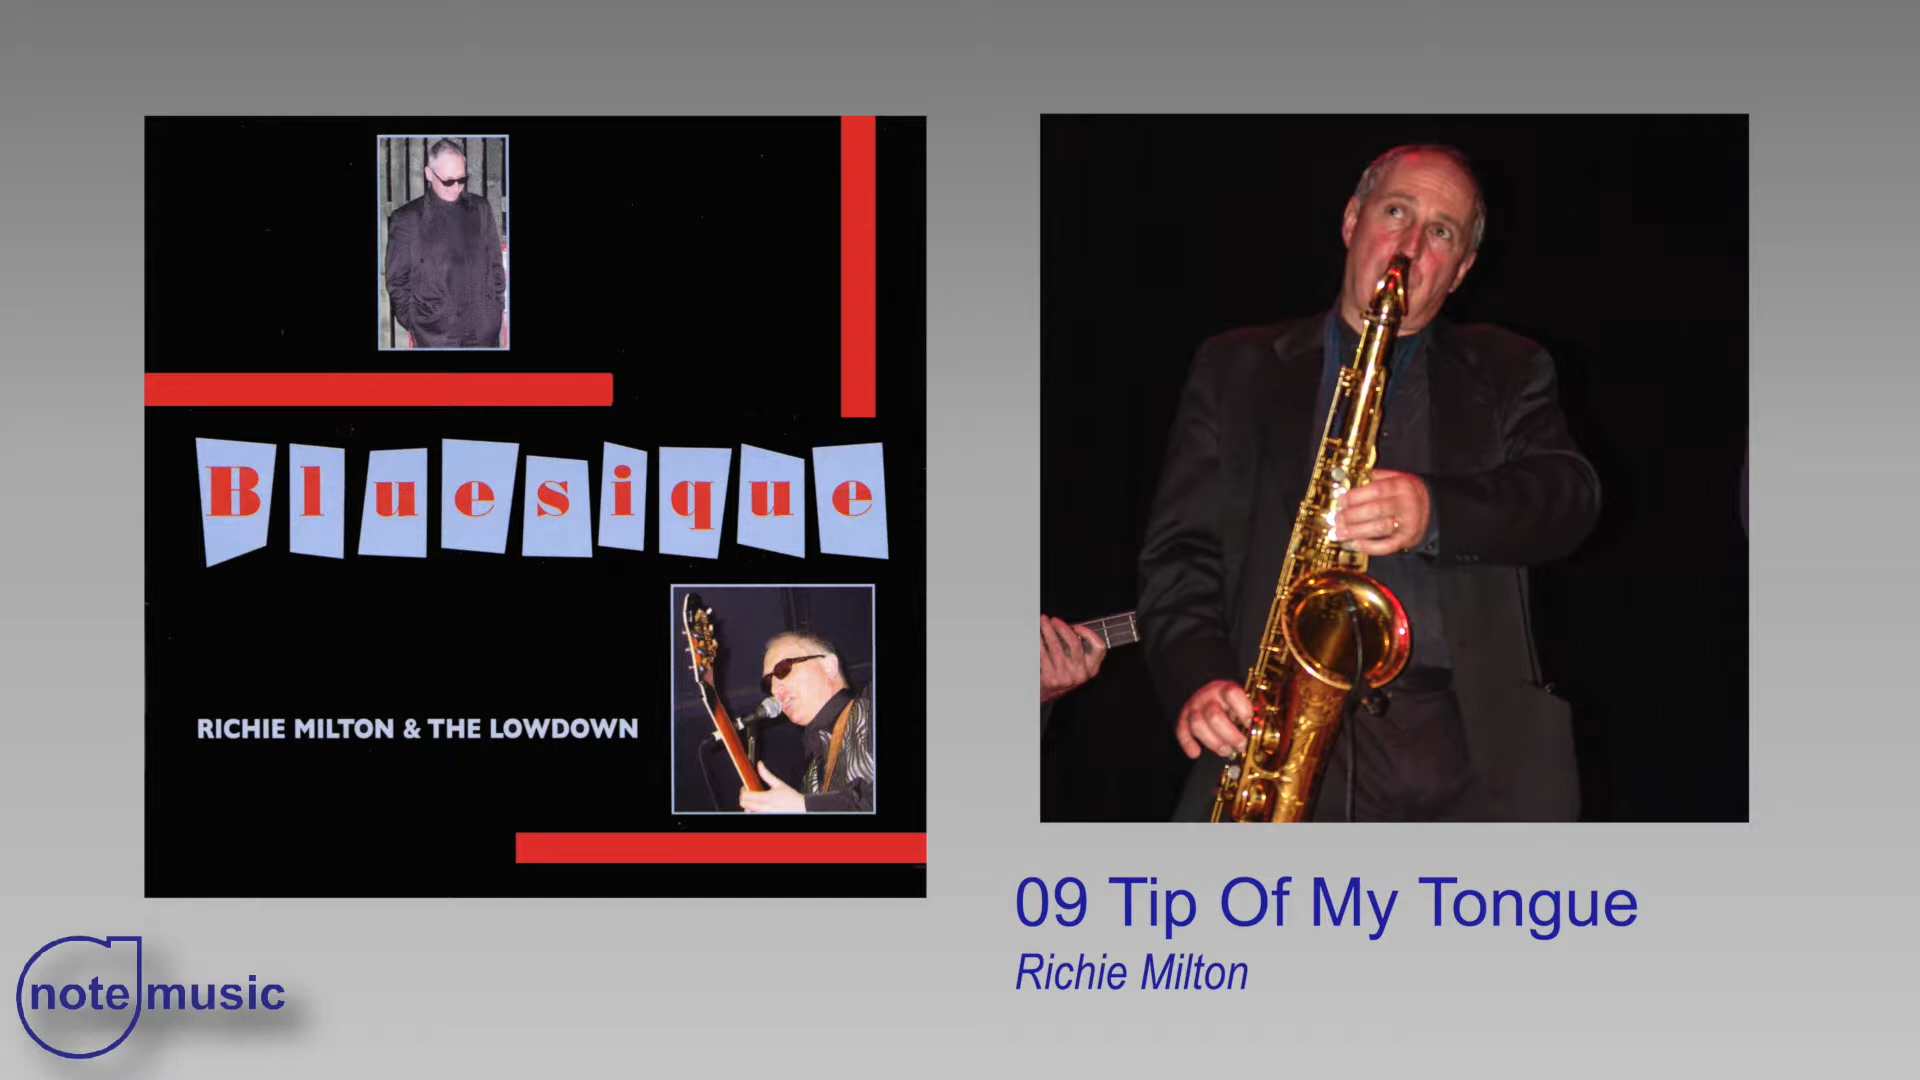 Bluesique
RICHIE MILTON & THE LOWDOWN
09 Tip Of My Tongue
Richie Milton
note music